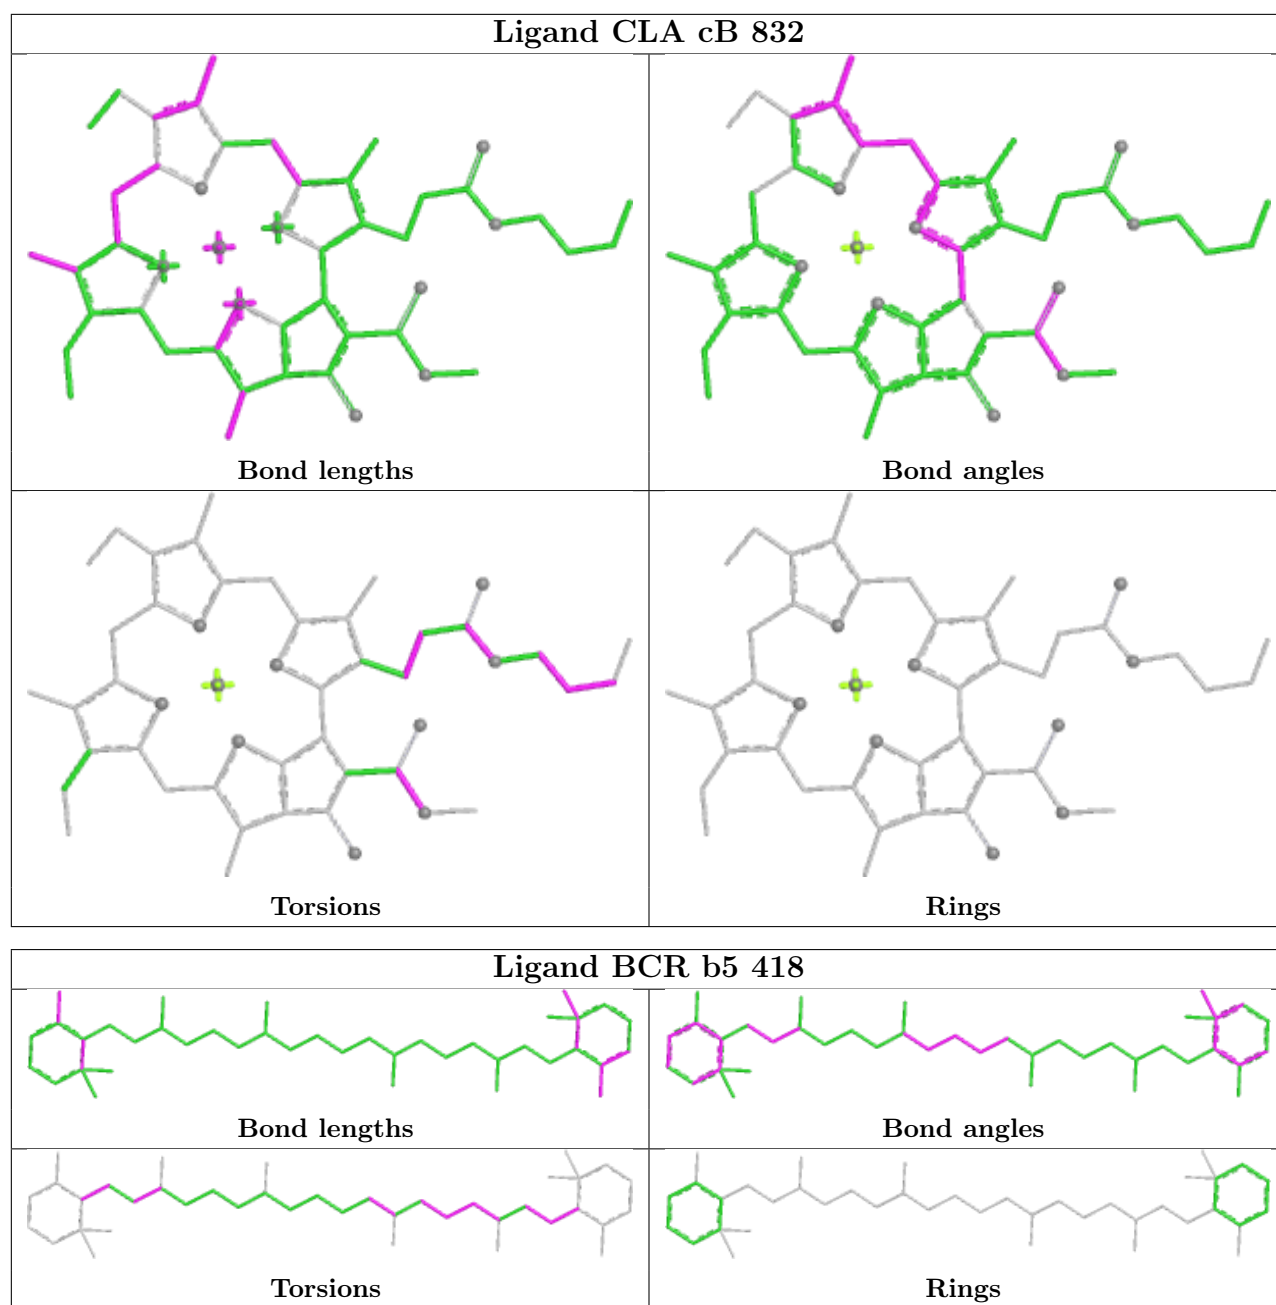 Ligand CLA cB 832
Bond lengths
Bond angles
Torsions
Rings
Ligand BCR b5 418
Bond lengths
Bond angles
Torsions
Rings